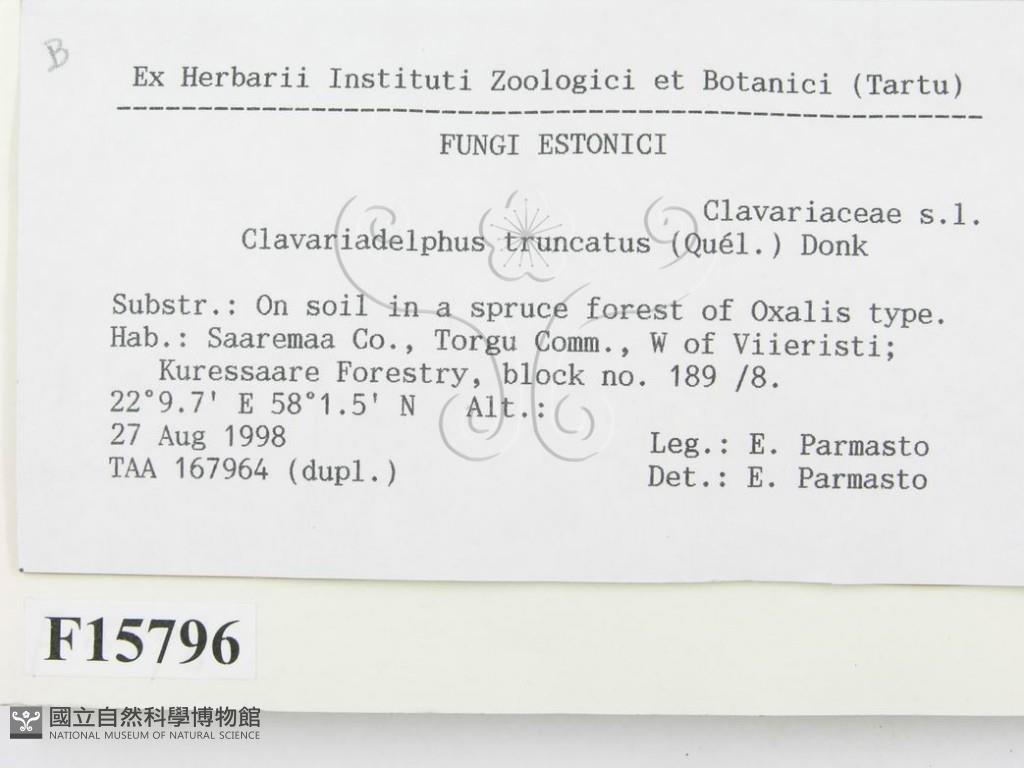 B
Ex Herbarii Instituti Zoologici et Botanici (Tartu)
FUNGI ESTONICI
Clavariaceae s.l.
Clavariadelphus truncatus (Quél.) Donk
Substr.: On soil in a spruce forest of Oxalis type.
Hab.: Saaremaa Co., Torgu Comm., W of Viieristi;
Kuressaare Forestry, block no. 189 /8.
22°9.7' E 58°1.5' N Alt.:
27 Aug 1998
Leg.: E. Parmasto
TAA 167964 (dupl.)
Det.: E. Parmasto
F15796
國立自然科學博物館
NATIONAL MUSEUM OF NATURAL SCIENCE